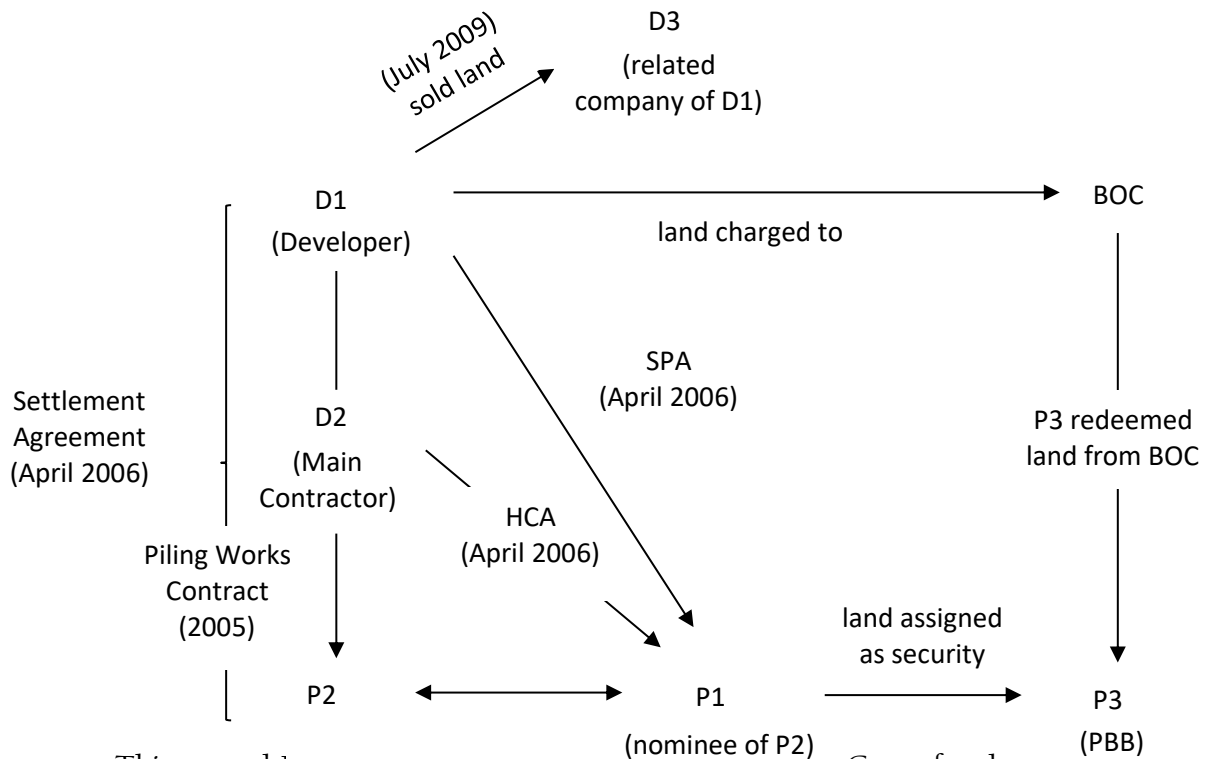 (July 2009)
sold land
D3
(related
company of D1)
D1
(Developer)
BOC
land charged to
SPA
(April 2006)
Settlement
Agreement
(April 2006)
D2
(Main
Contractor)
P3 redeemed
land from BOC
HCA
(April 2006)
Piling Works
Contract
(2005)
land assigned
as security
P2
P1
(nominee of P2)
P3
(PBB)